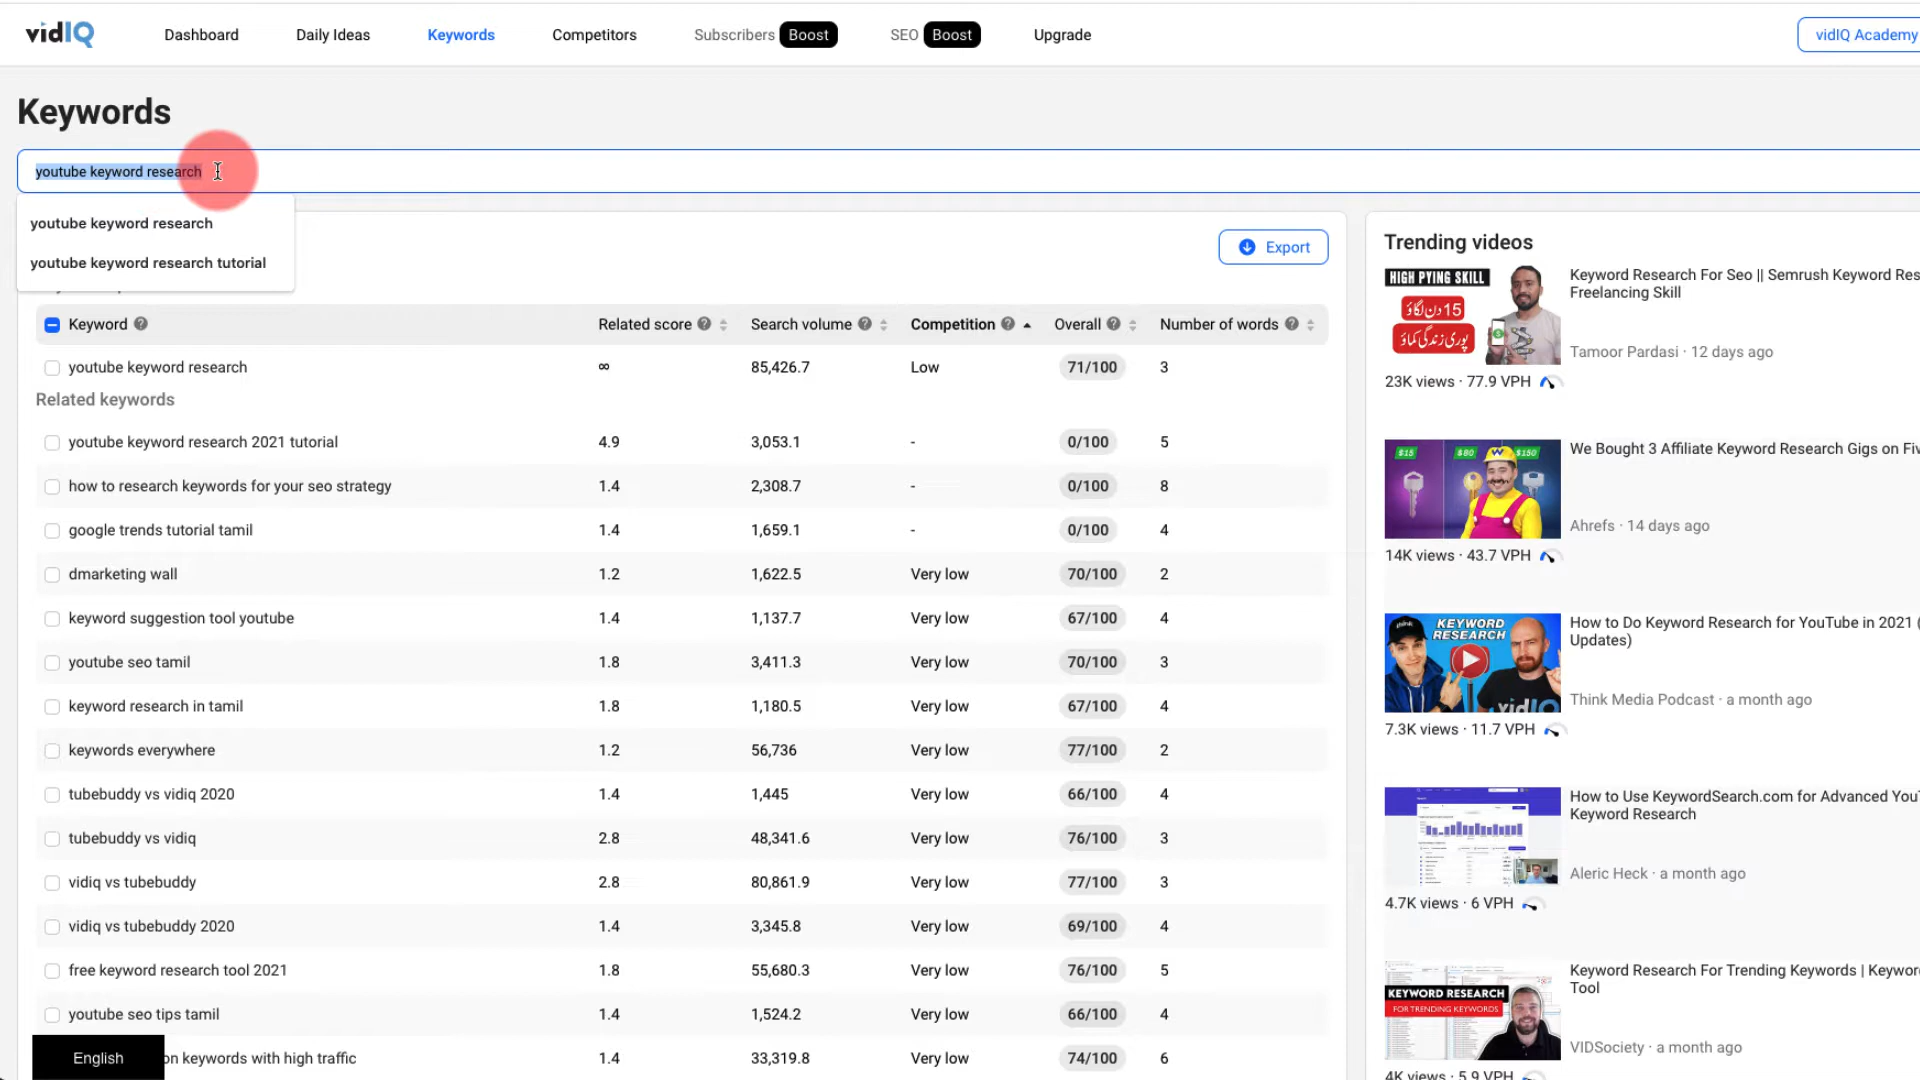 vidIQ
Dashboard
Daily Ideas
Keywords
Competitors
Subscribers Boost
SEO Boost
Upgrade
vidIQ Academy
Keywords
youtube keyword research
youtube keyword research
youtube keyword research tutorial
Export
Keyword Related score Search volume Competition Overall Number of words
youtube keyword research ∞ 85,426.7 Low 71/100 3
Related keywords
youtube keyword research 2021 tutorial 4.9 3,053.1 - 0/100 5
how to research keywords for your seo strategy 1.4 2,308.7 - 0/100 8
google trends tutorial tamil 1.4 1,659.1 - 0/100 4
dmarketing wall 1.2 1,622.5 Very low 70/100 2
keyword suggestion tool youtube 1.4 1,137.7 Very low 67/100 4
youtube seo tamil 1.8 3,411.3 Very low 70/100 3
keyword research in tamil 1.8 1,180.5 Very low 67/100 4
keywords everywhere 1.2 56,736 Very low 77/100 2
tubebuddy vs vidiq 2020 1.4 1,445 Very low 66/100 4
tubebuddy vs vidiq 2.8 48,341.6 Very low 76/100 3
vidiq vs tubebuddy 2.8 80,861.9 Very low 77/100 3
vidiq vs tubebuddy 2020 1.4 3,345.8 Very low 69/100 4
free keyword research tool 2021 1.8 55,680.3 Very low 76/100 5
youtube seo tips tamil 1.4 1,524.2 Very low 66/100 4
on keywords with high traffic 1.4 33,319.8 Very low 74/100 6
English
Trending videos
HIGH PYING SKILL
15 دن لگاؤ
پوری زندگی کماؤ
Keyword Research For Seo || Semrush Keyword Res
Freelancing Skill
Tamoor Pardasi · 12 days ago
23K views · 77.9 VPH
$15 $80 $150
We Bought 3 Affiliate Keyword Research Gigs on Fiv
Ahrefs · 14 days ago
14K views · 43.7 VPH
think
KEYWORD
RESEARCH
vidIQ
How to Do Keyword Research for YouTube in 2021 (
Updates)
Think Media Podcast · a month ago
7.3K views · 11.7 VPH
How to Use KeywordSearch.com for Advanced You
Keyword Research
Aleric Heck · a month ago
4.7K views · 6 VPH
KEYWORD RESEARCH
FOR TRENDING KEYWORDS
Keyword Research For Trending Keywords | Keywor
Tool
VIDSociety · a month ago
4K views · 5.9 VPH